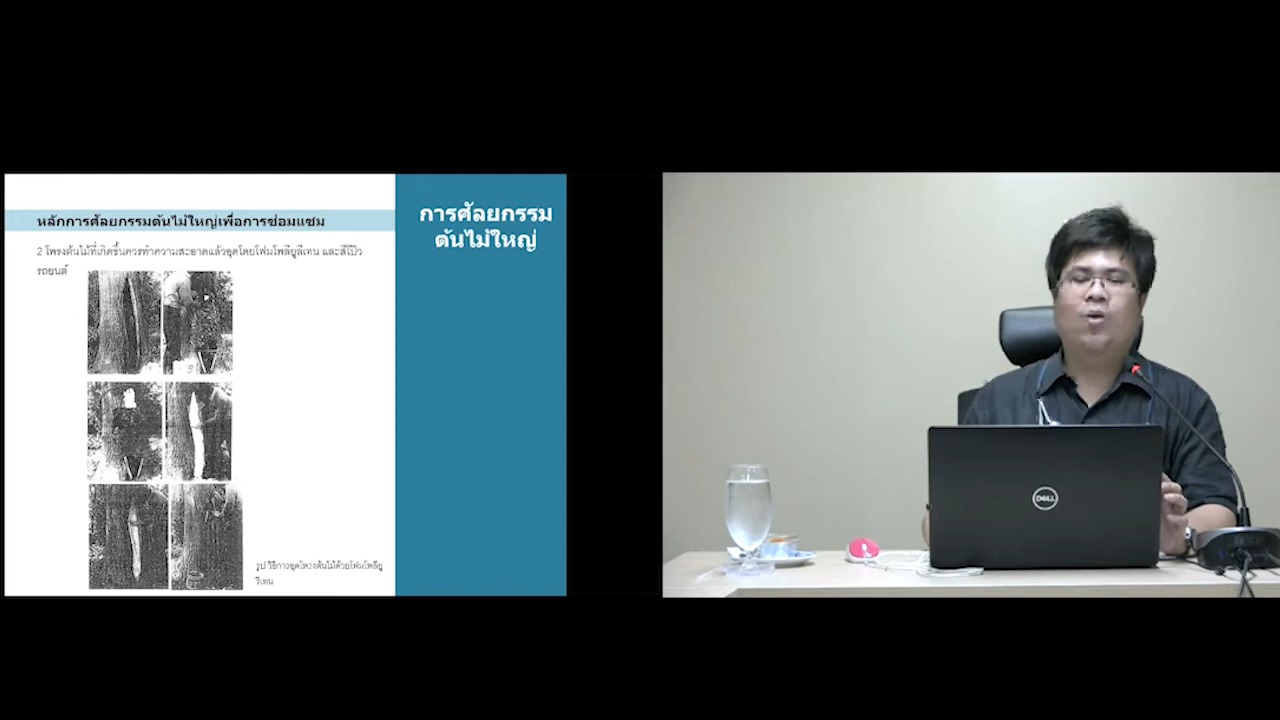 หลักการศัลยกรรมต้นไม้ใหญ่เพื่อการซ่อมแซม
2 โพรงต้นไม้ที่เกิดขึ้นควรทำความสะอาดแล้วอุดโดยโฟมโพลียูลีเทน และสีโป๊ว
รถยนต์
รูป วิธีการอุดโพรงต้นไม้ด้วยโฟมโพลียู
รีเทน
การศัลยกรรม
ต้นไม้ใหญ่
DELL